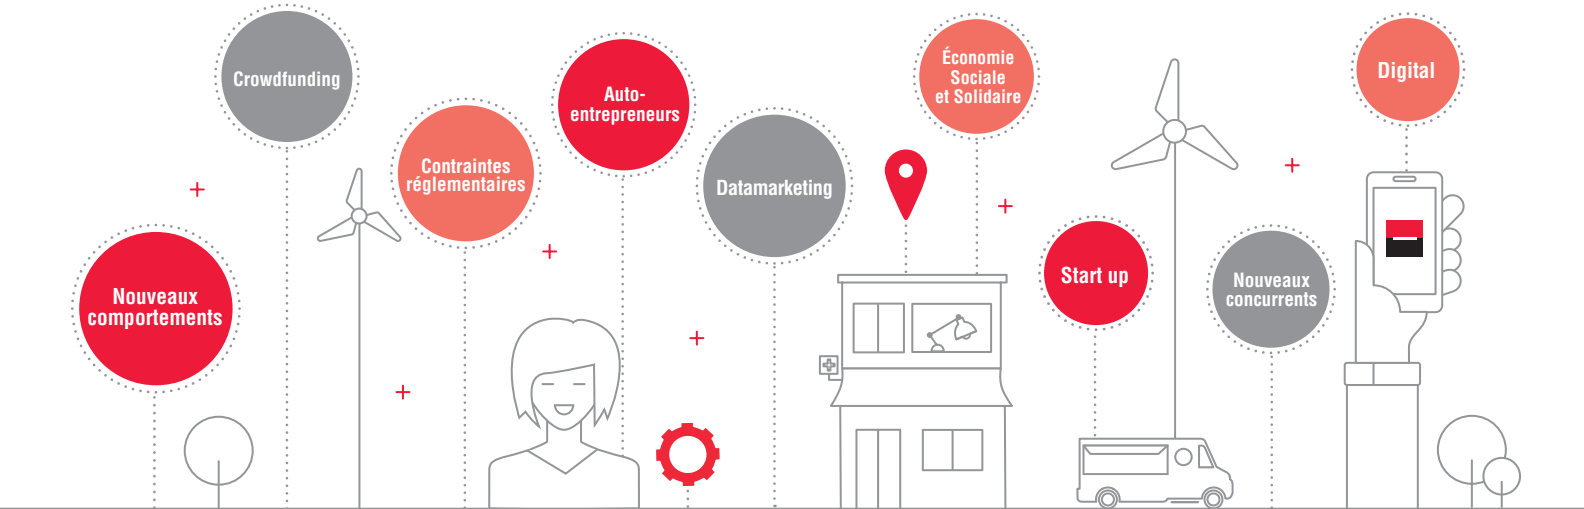 Nouveaux
comportements
Crowdfunding
Contraintes
réglementaires
Auto-
entrepreneurs
Datamarketing
Économie
Sociale
et Solidaire
Start up
Nouveaux
concurrents
Digital